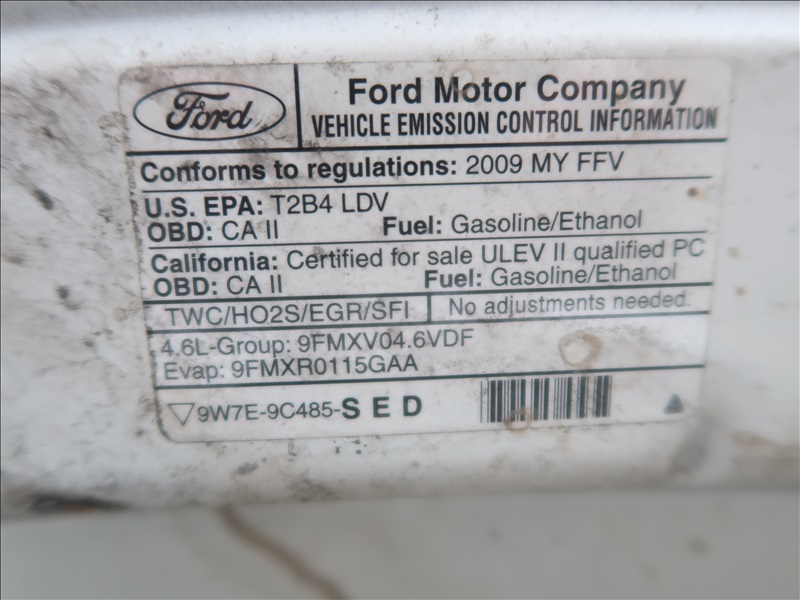 Ford
Ford Motor Company
VEHICLE EMISSION CONTROL INFORMATION
Conforms to regulations: 2009 MY FFV
U.S. EPA: T2B4 LDV
OBD: CA II Fuel: Gasoline/Ethanol
California: Certified for sale ULEV II qualified PC
OBD: CA II Fuel: Gasoline/Ethanol
TWC/HO2S/EGR/SFI No adjustments needed.
4.6L-Group: 9FMXV04.6VDF
Evap: 9FMXR0115GAA
▽9W7E-9C485-SED